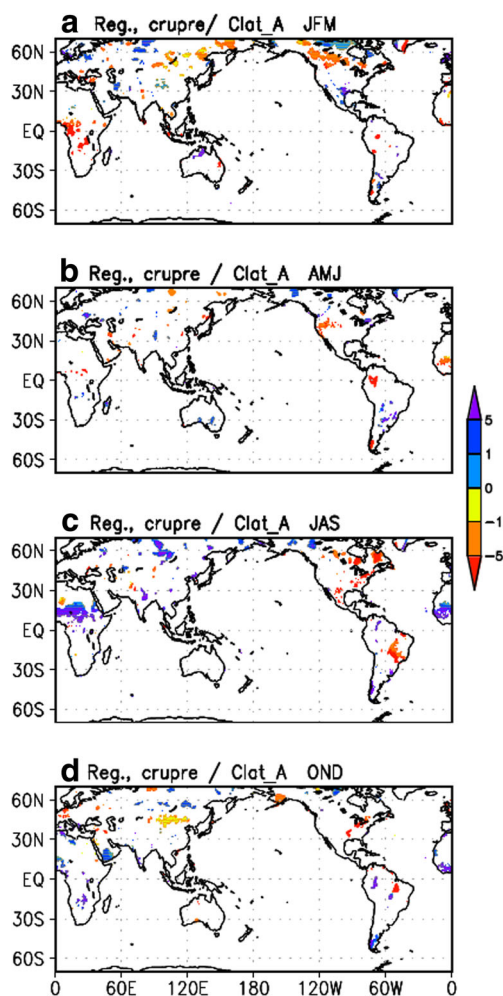 a Reg., crupre/ Clat_A JFM
60N
30N
EQ
30S
60S
b Reg., crupre / Clat_A AMJ
60N
30N
EQ
30S
60S
5
1
0
-1
-5
c Reg., crupre / Clat_A JAS
60N
30N
EQ
30S
60S
d Reg., crupre / Clat_A OND
60N
30N
EQ
30S
60S
0 60E 120E 180 120W 60W 0